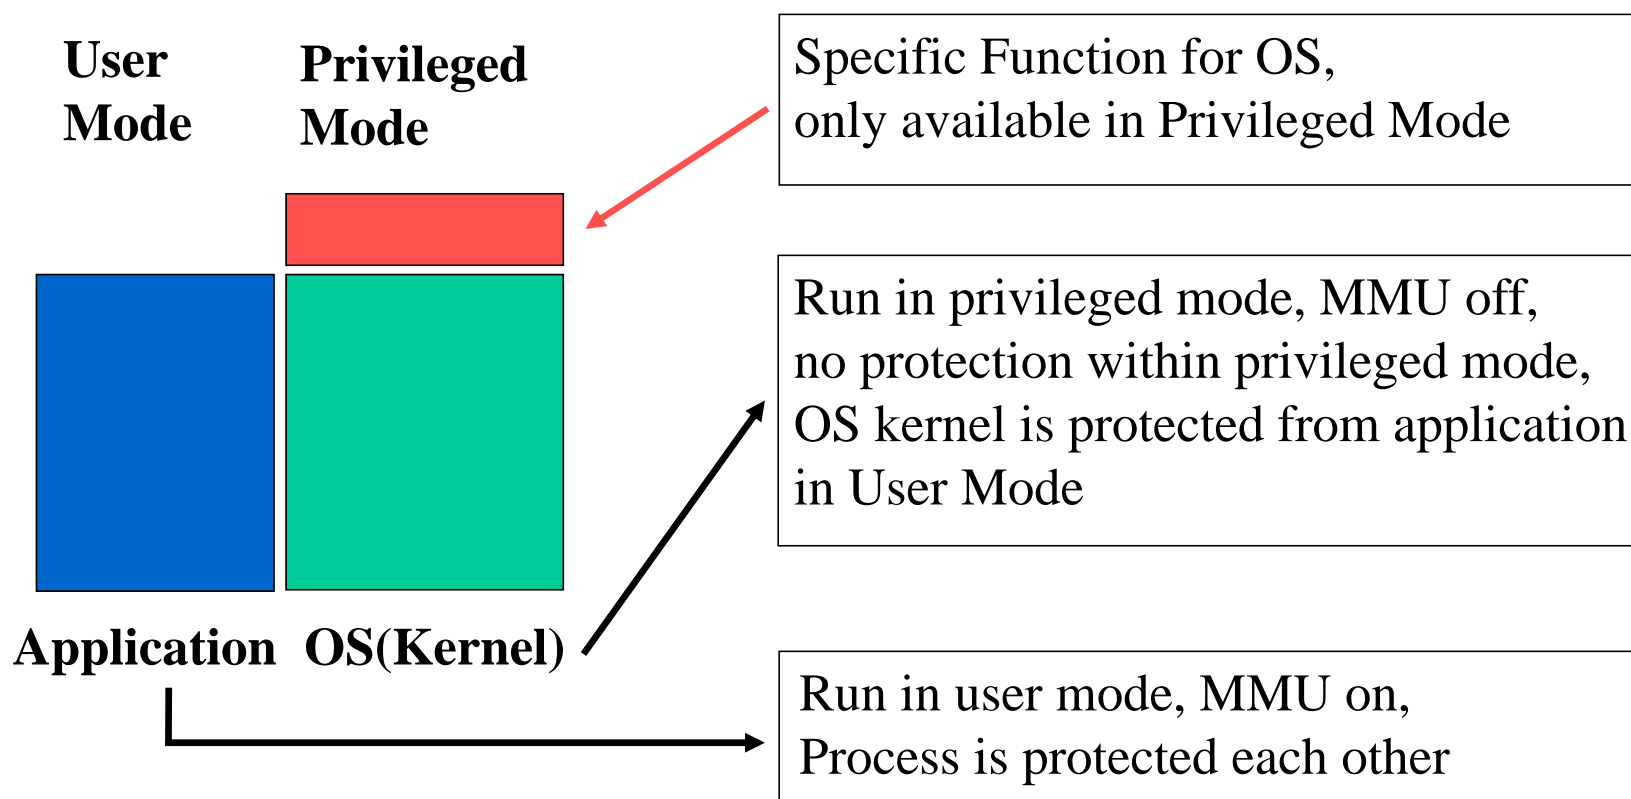 User
Mode
Privileged
Mode
Specific Function for OS,
only available in Privileged Mode
Run in privileged mode, MMU off,
no protection within privileged mode,
OS kernel is protected from application
in User Mode
Application
OS(Kernel)
Run in user mode, MMU on,
Process is protected each other